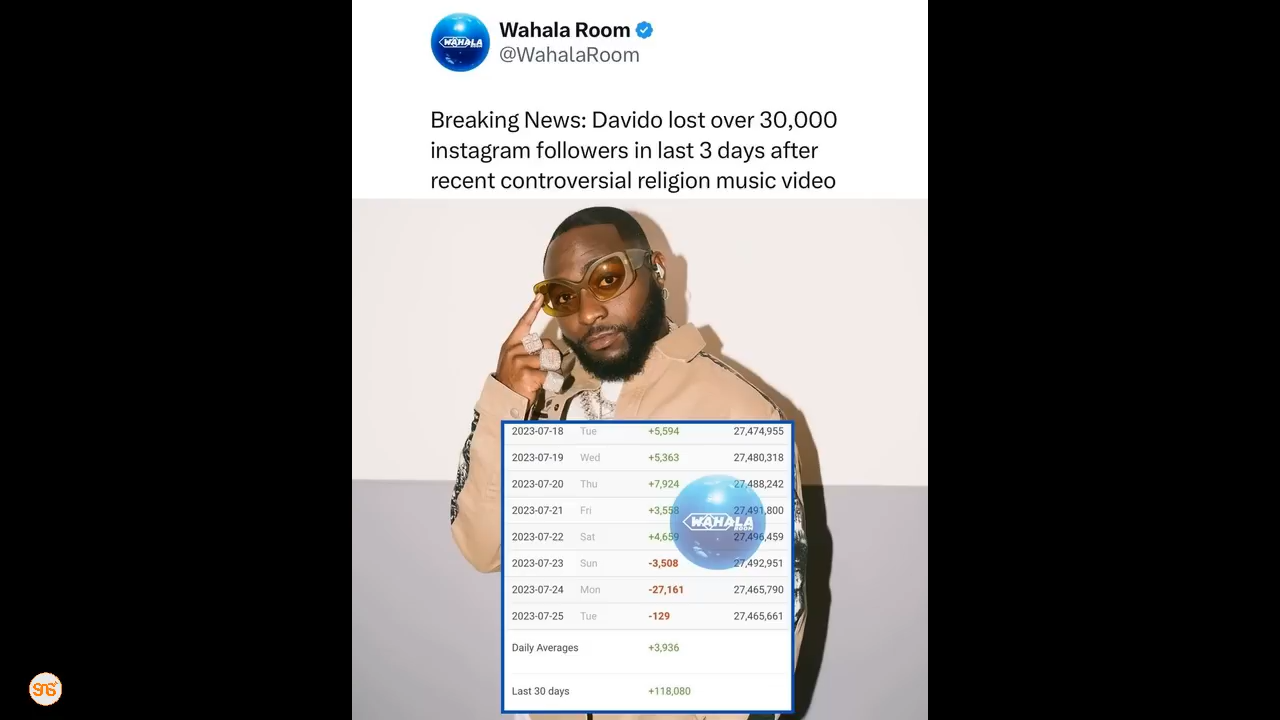 WAHALA ROOM
Wahala Room
@WahalaRoom
Breaking News: Davido lost over 30,000
instagram followers in last 3 days after
recent controversial religion music video
2023-07-18 Tue +5,594 27,474,955
2023-07-19 Wed +5,363 27,480,318
2023-07-20 Thu +7,924 27,488,242
2023-07-21 Fri +3,558 27,491,800
WAHALA ROOM
2023-07-22 Sat +4,659 27,496,459
2023-07-23 Sun -3,508 27,492,951
2023-07-24 Mon -27,161 27,465,790
2023-07-25 Tue -129 27,465,661
Daily Averages +3,936
Last 30 days +118,080